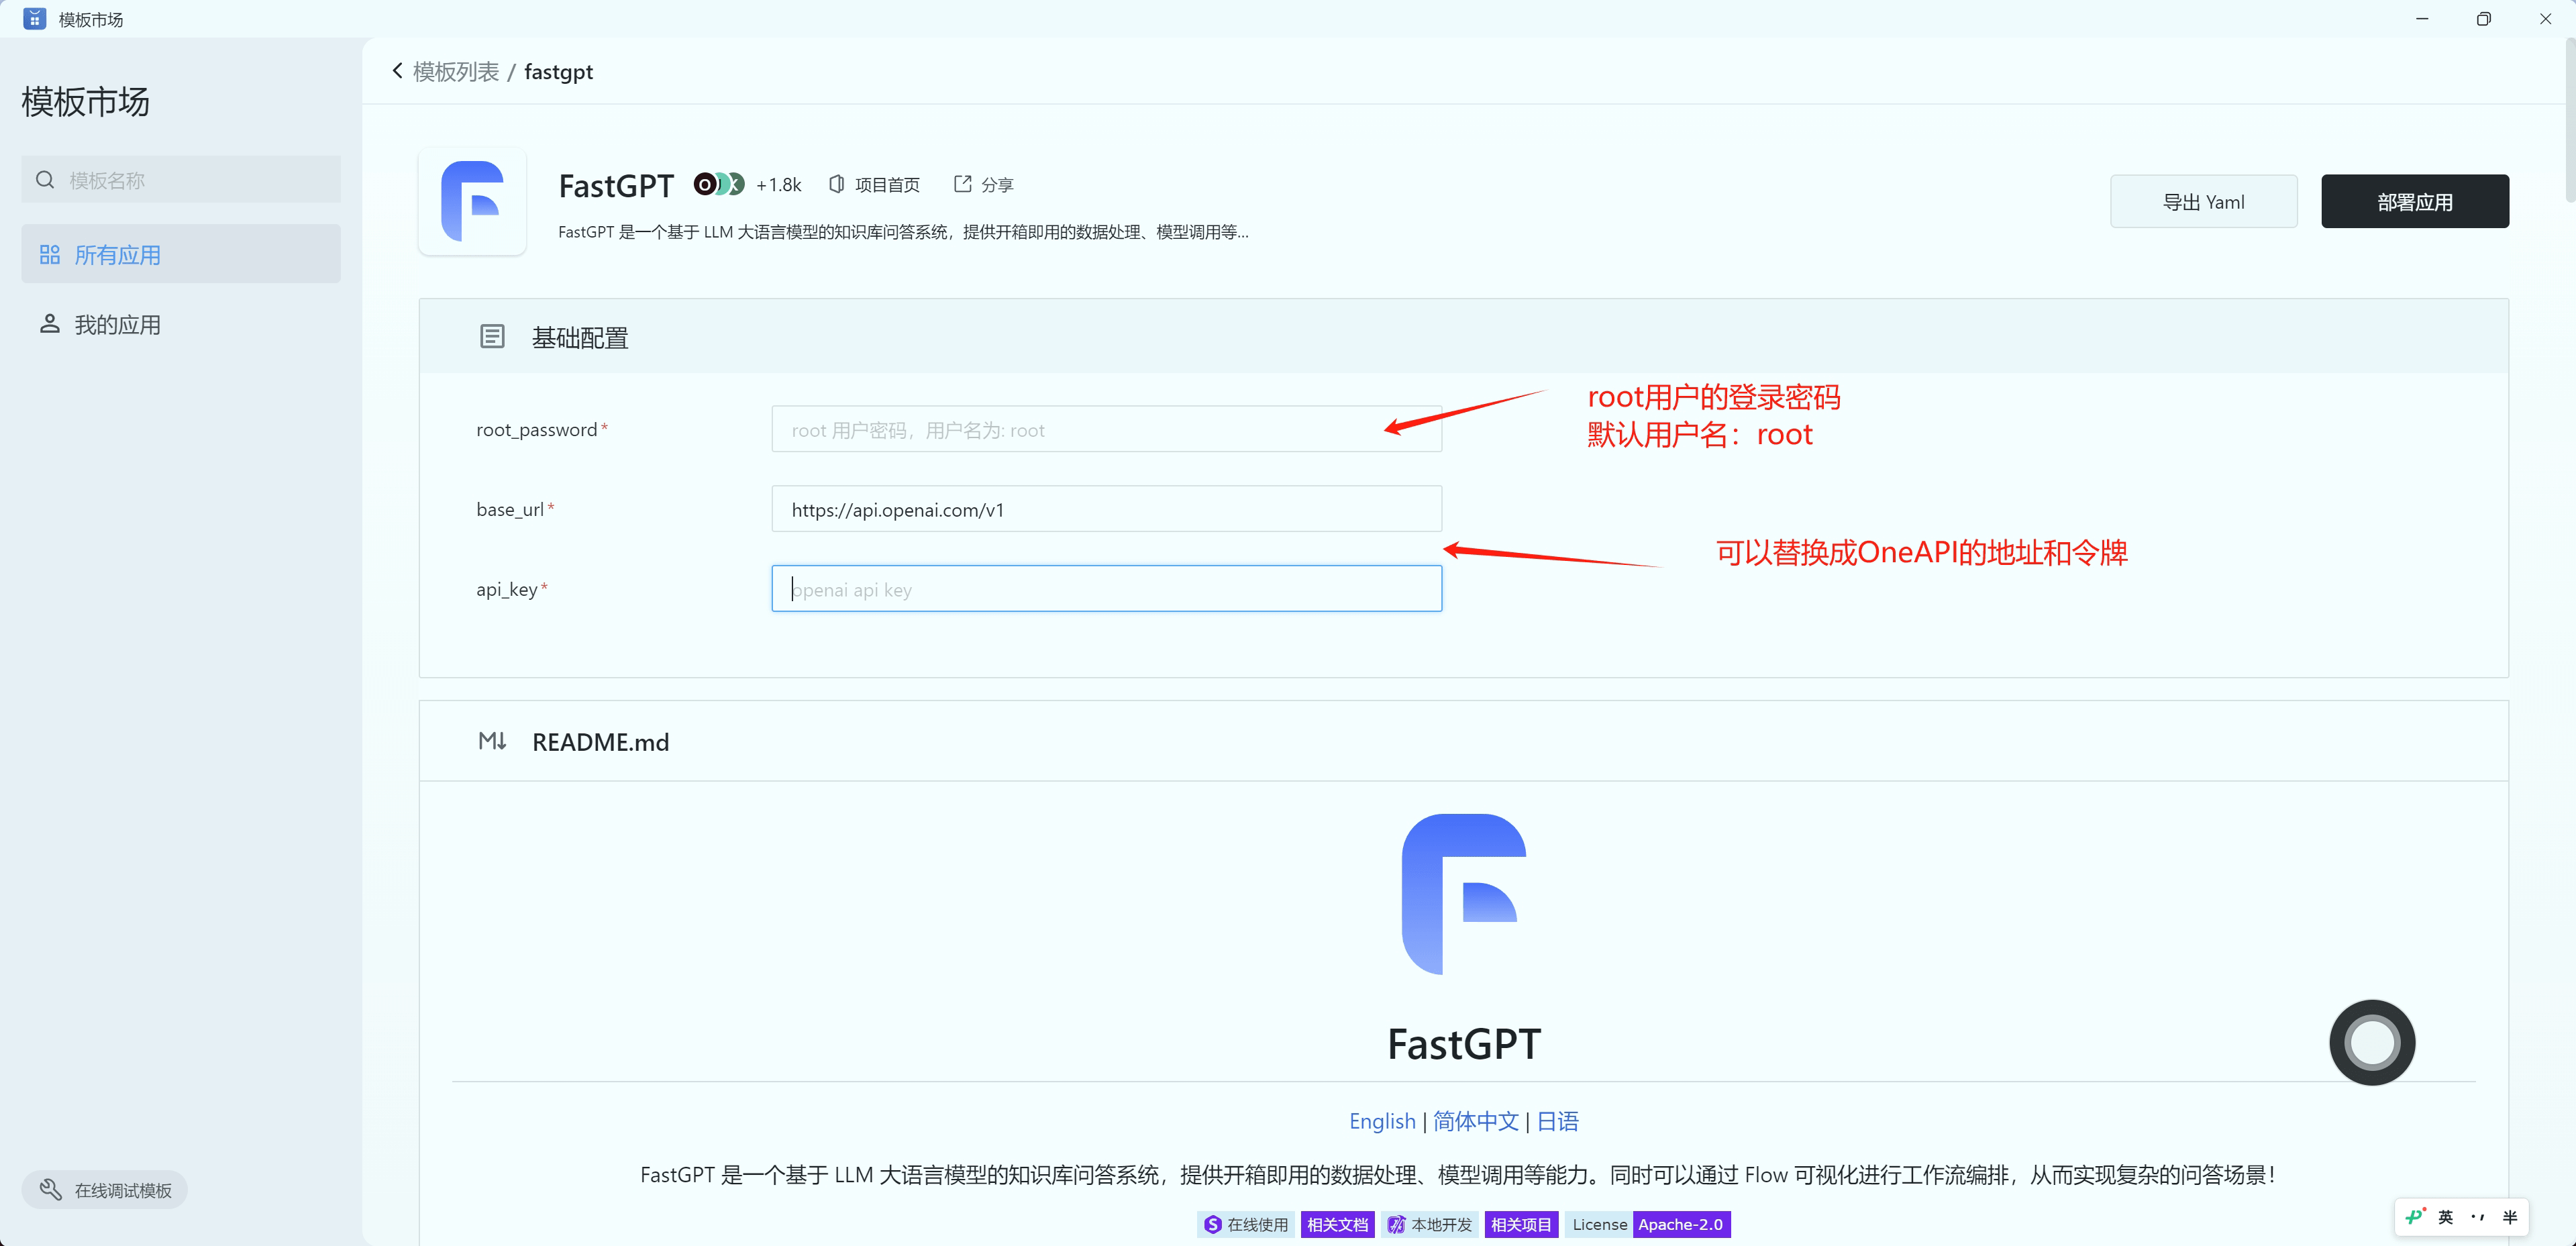 模板市场
模板列表 / fastgpt
模板市场
模板名称
所有应用
我的应用
在线调试模板
FastGPT +1.8k 项目首页 分享
FastGPT 是一个基于 LLM 大语言模型的知识库问答系统，提供开箱即用的数据处理、模型调用等...
导出 Yaml
部署应用
基础配置
root_password*
root 用户密码，用户名为: root
root用户的登录密码
默认用户名：root
base_url*
https://api.openai.com/v1
可以替换成OneAPI的地址和令牌
api_key*
openai api key
README.md
FastGPT
English | 简体中文 | 日语
FastGPT 是一个基于 LLM 大语言模型的知识库问答系统，提供开箱即用的数据处理、模型调用等能力。同时可以通过 Flow 可视化进行工作流编排，从而实现复杂的问答场景！
在线使用 相关文档 本地开发 相关项目 License Apache-2.0
英 半